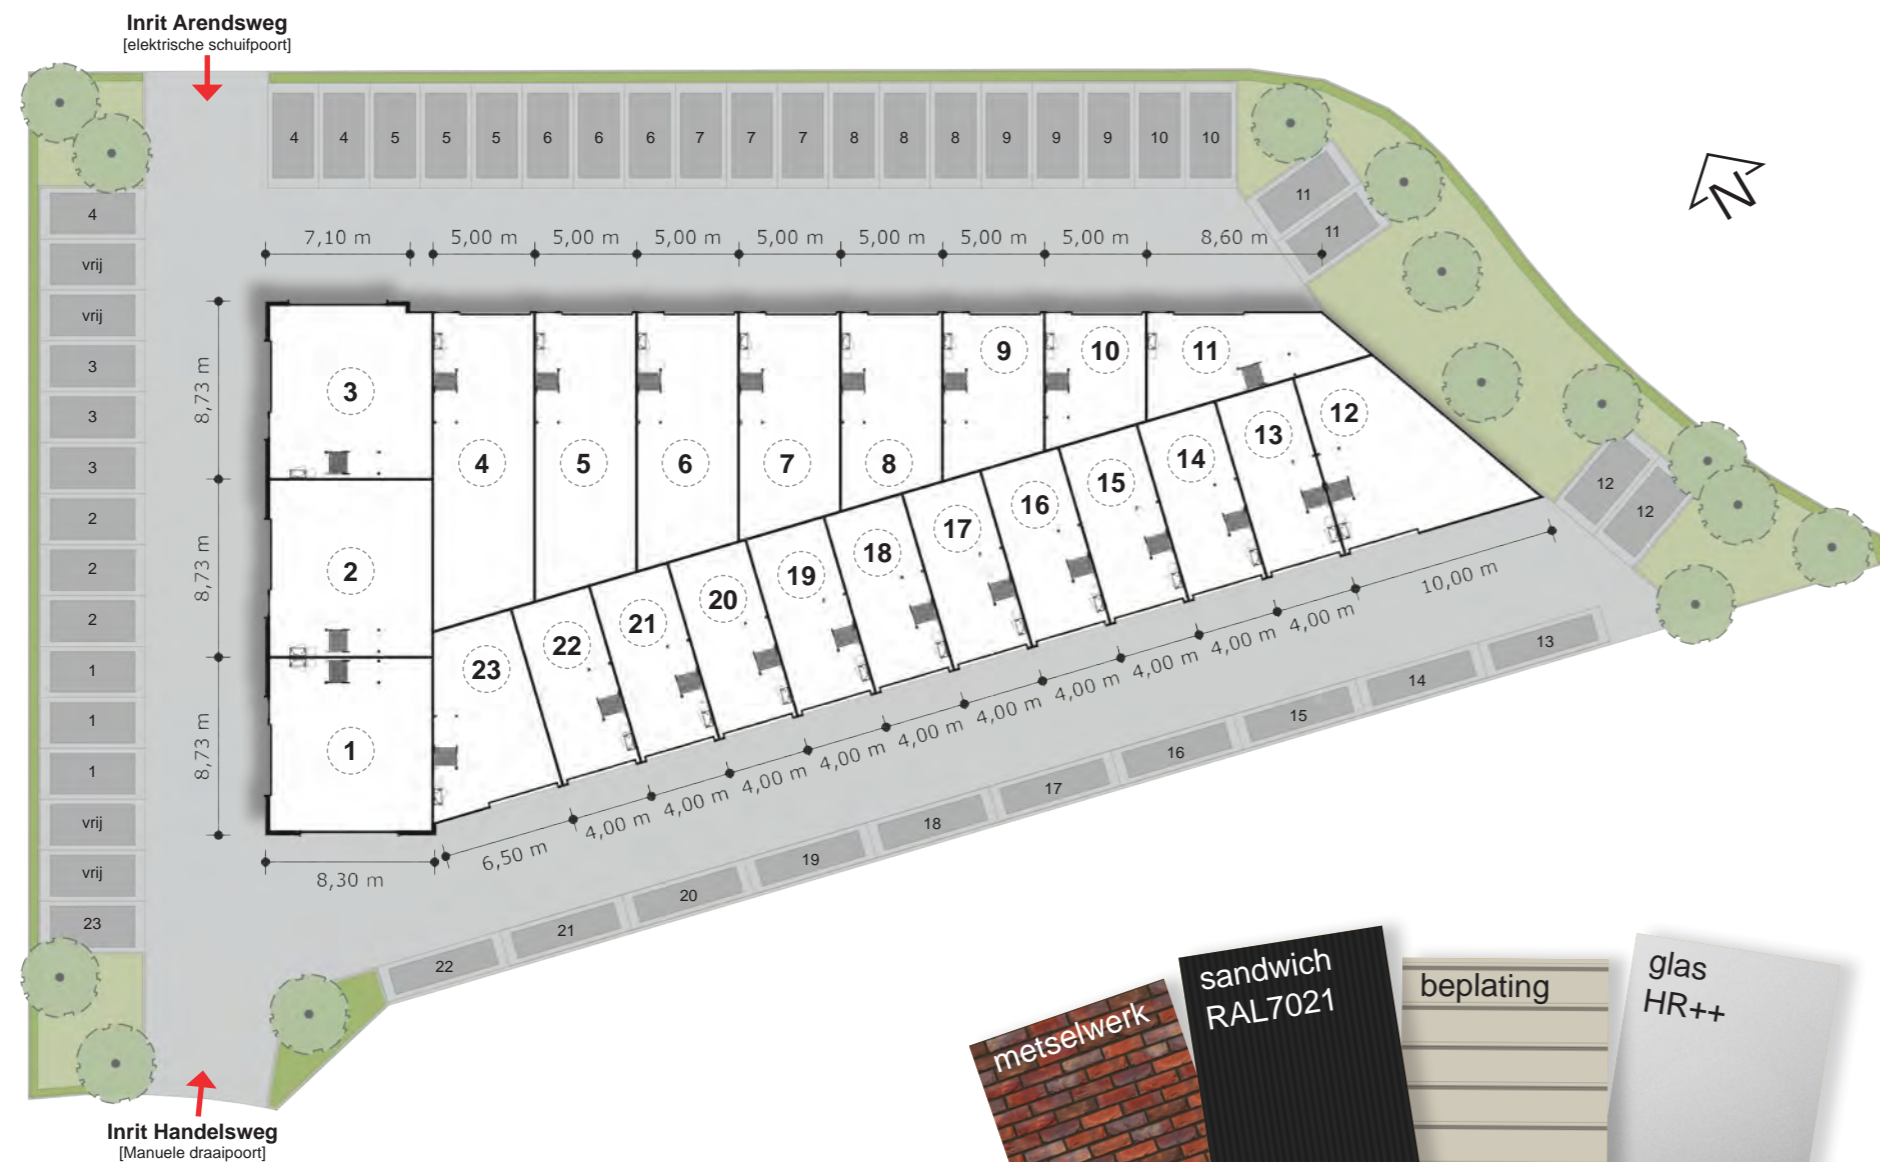 Inrit Arendsweg
[elektrische schuifpoort]
4 4 5 5 5 6 6 6 7 7 7 8 8 8 9 9 9 10 10
11
11
N
4
vrij
vrij
3
3
3
2
2
2
1
1
1
vrij
vrij
23
7,10 m 5,00 m 5,00 m 5,00 m 5,00 m 5,00 m 5,00 m 5,00 m 8,60 m
8,73 m
8,73 m
8,73 m
3
2
1
4
5
6
7
8
9
10
11
12
13
14
15
16
17
18
19
20
21
22
23
12
12
8,30 m
6,50 m 4,00 m 4,00 m 4,00 m 4,00 m 4,00 m 4,00 m 4,00 m 4,00 m 4,00 m 4,00 m 10,00 m
13
14
15
16
17
18
19
20
21
22
Inrit Handelsweg
[Manuele draaipoort]
metselwerk
sandwich
RAL7021
beplating
glas
HR++